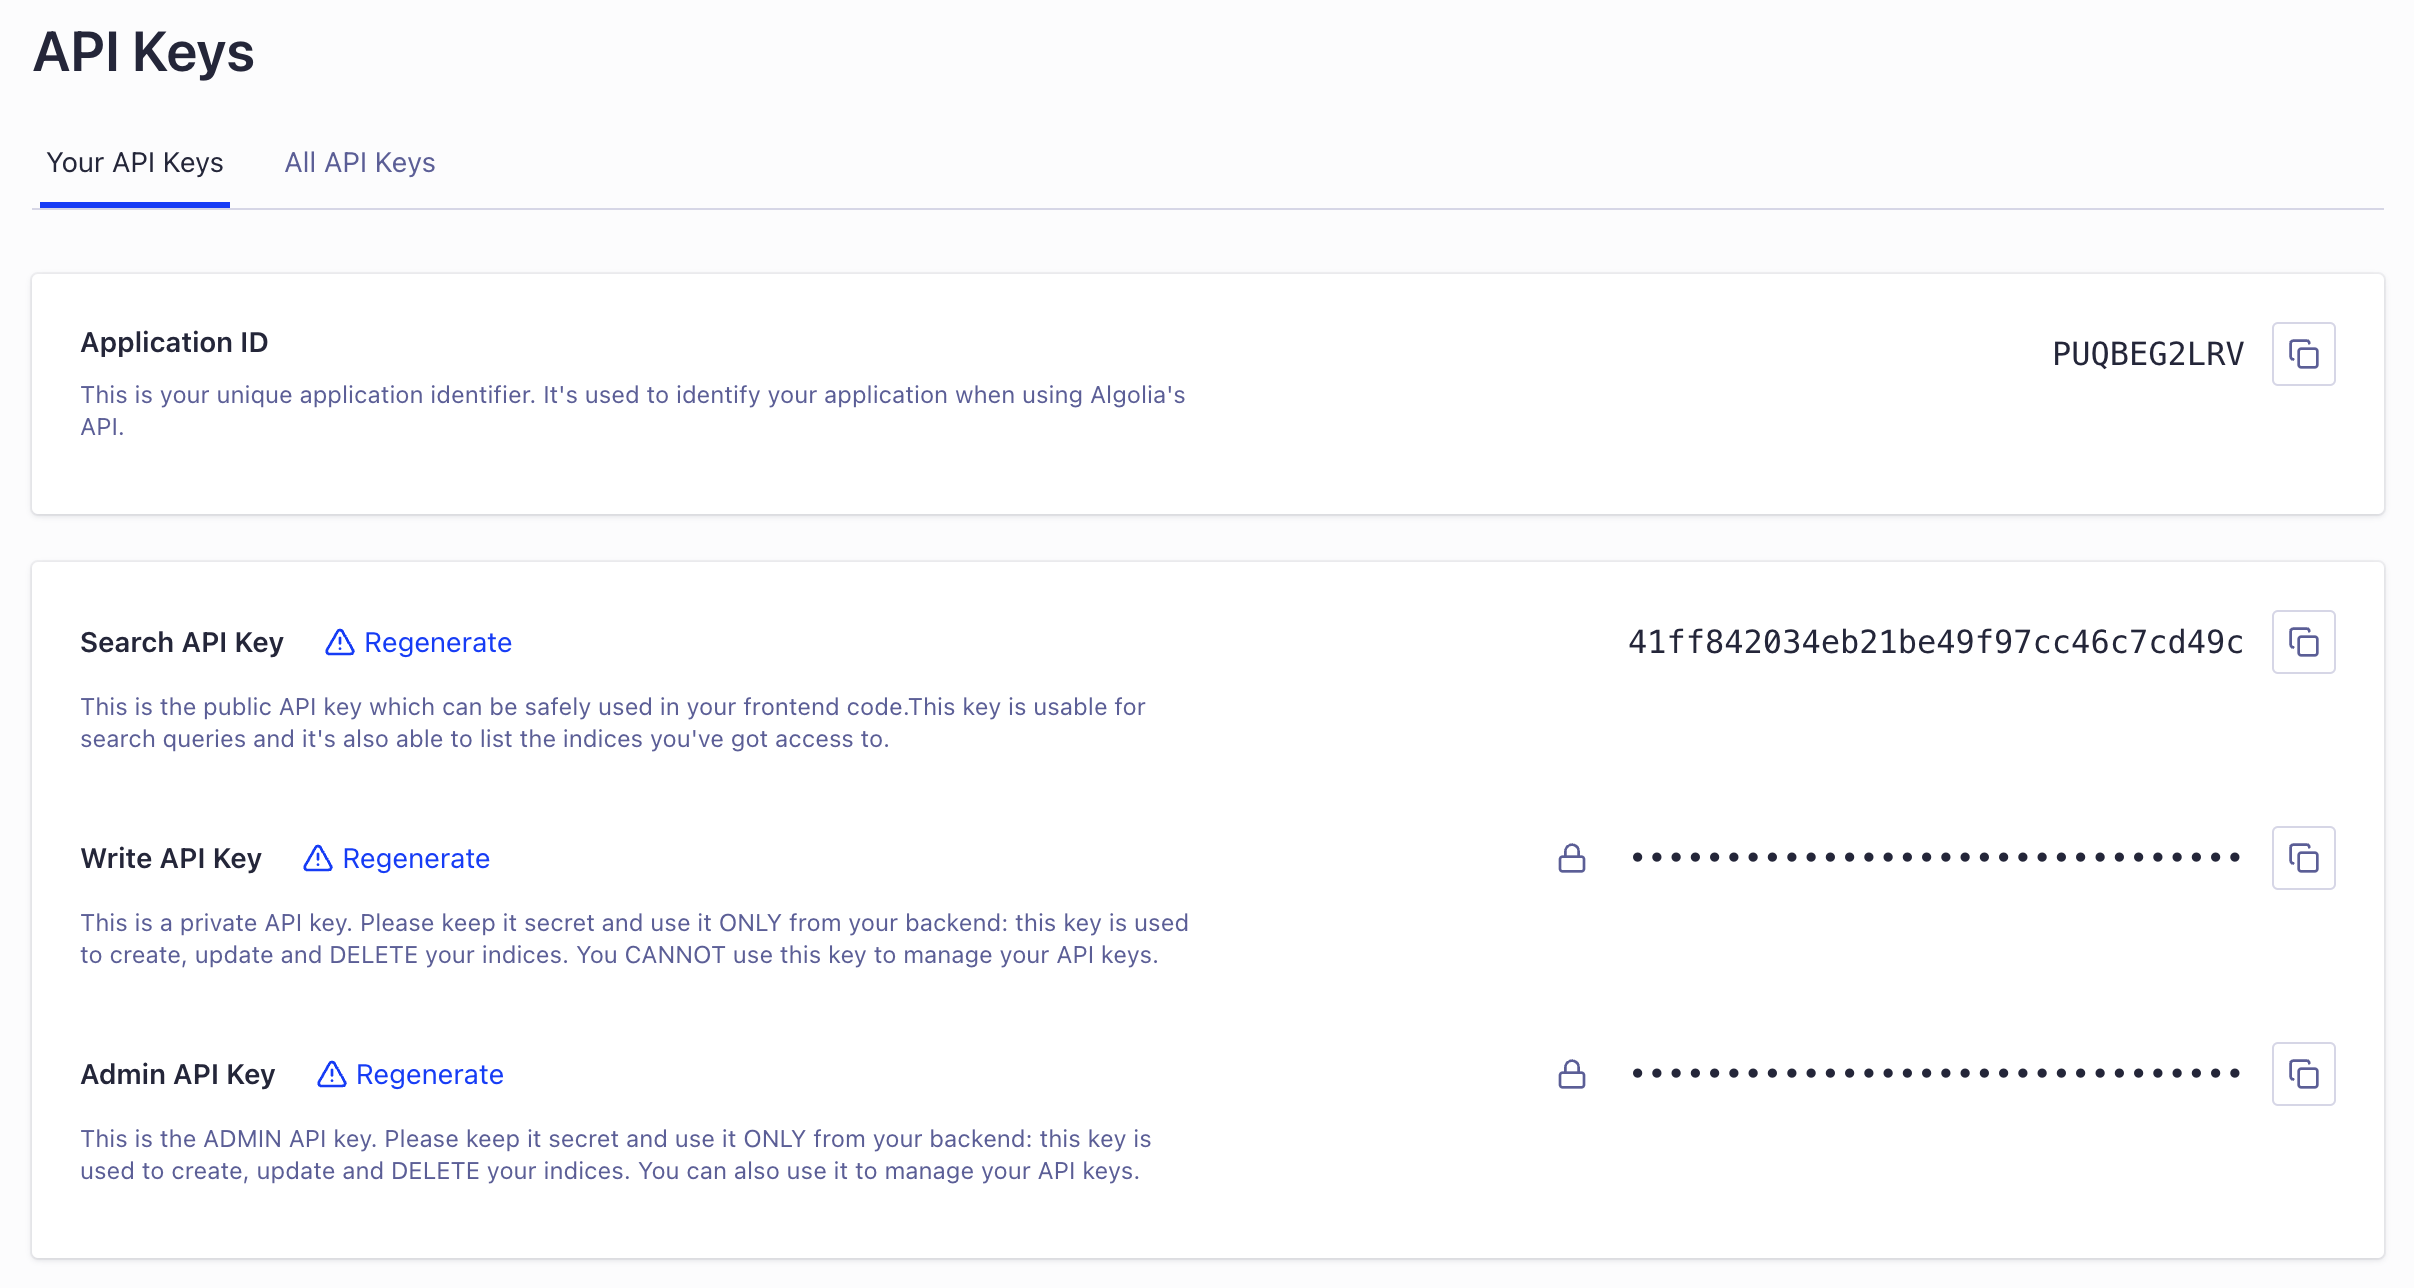 API Keys
Your API Keys
All API Keys
Application ID
PUQBEG2LRV
This is your unique application identifier. It's used to identify your application when using Algolia's
API.
Search API Key
Regenerate
41ff842034eb21be49f97cc46c7cd49c
This is the public API key which can be safely used in your frontend code.This key is usable for
search queries and it's also able to list the indices you've got access to.
Write API Key
Regenerate
••••••••••••••••••••••••••••••••
This is a private API key. Please keep it secret and use it ONLY from your backend: this key is used
to create, update and DELETE your indices. You CANNOT use this key to manage your API keys.
Admin API Key
Regenerate
••••••••••••••••••••••••••••••••
This is the ADMIN API key. Please keep it secret and use it ONLY from your backend: this key is
used to create, update and DELETE your indices. You can also use it to manage your API keys.